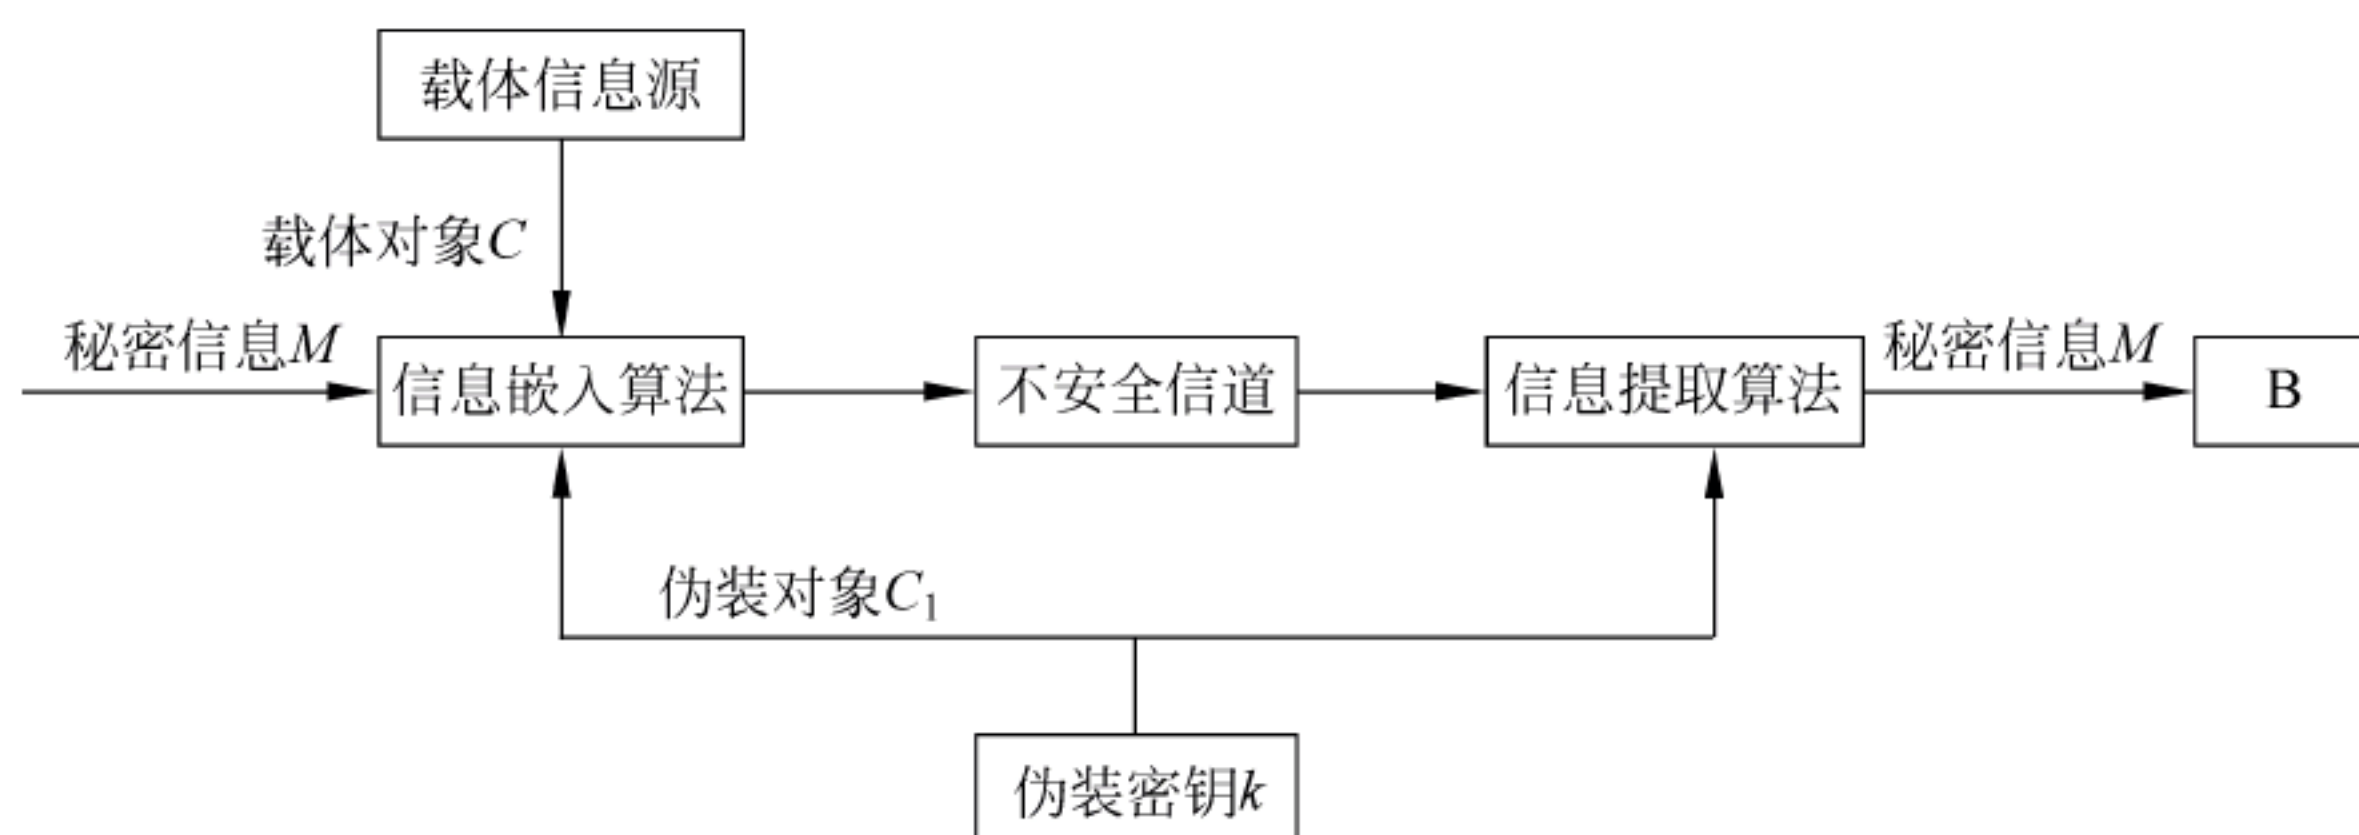 载体信息源
载体对象C
秘密信息M
信息嵌入算法
不安全信道
信息提取算法
秘密信息M
B
伪装对象C₁
伪装密钥k